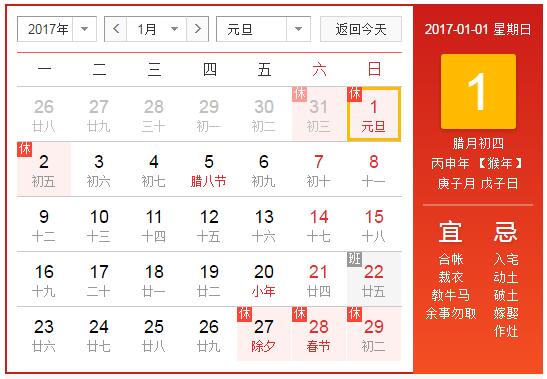 2017年 1月 元旦 返回今天
一 二 三 四 五 六 日
26 27 28 29 30 休 31 休 1
廿八 廿九 三十 初一 初二 初三 元旦
休 2 3 4 5 6 7 8
初五 初六 初七 腊八节 初九 初十 十一
9 10 11 12 13 14 15
十二 十三 十四 十五 十六 十七 十八
16 17 18 19 20 21 班 22
十九 二十 廿一 廿二 小年 廿四 廿五
23 24 25 26 休 27 休 28 休 29
廿六 廿七 廿八 廿九 除夕 春节 初二
2017-01-01 星期日
1
腊月初四
丙申年 【猴年】
庚子月 戊子日
宜 忌
合帐 入宅
裁衣 动土
教牛马 破土
余事勿取 嫁娶
作灶